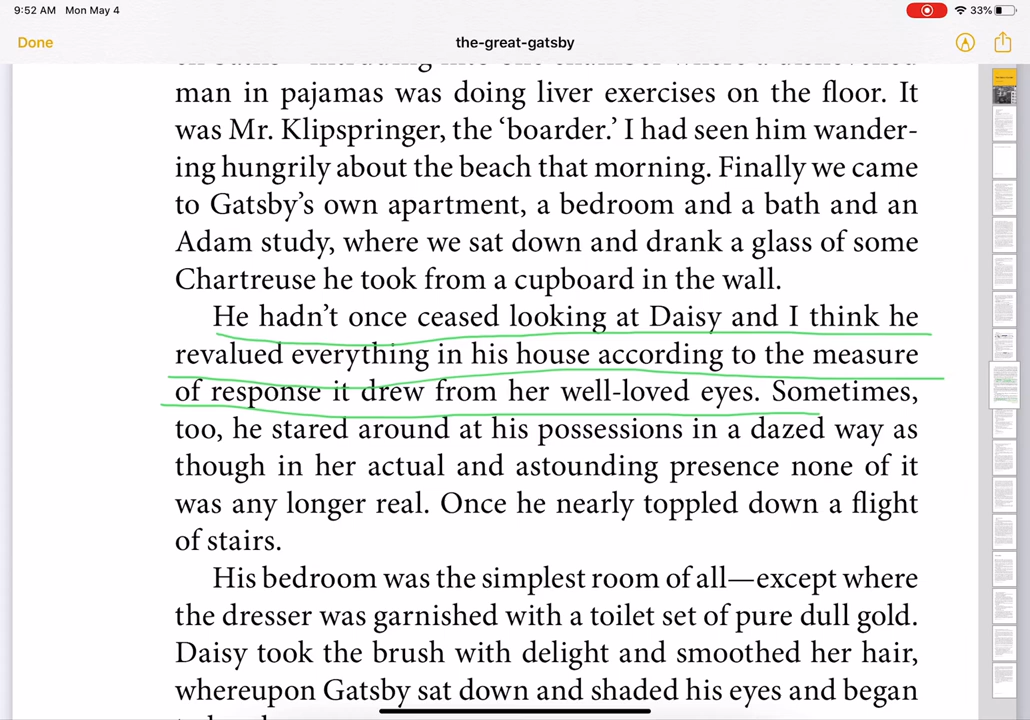 9:52 AM Mon May 4
33%
Done
the-great-gatsby
man in pajamas was doing liver exercises on the floor. It
was Mr. Klipspringer, the ‘boarder.’ I had seen him wander-
ing hungrily about the beach that morning. Finally we came
to Gatsby’s own apartment, a bedroom and a bath and an
Adam study, where we sat down and drank a glass of some
Chartreuse he took from a cupboard in the wall.
He hadn’t once ceased looking at Daisy and I think he
revalued everything in his house according to the measure
of response it drew from her well-loved eyes. Sometimes,
too, he stared around at his possessions in a dazed way as
though in her actual and astounding presence none of it
was any longer real. Once he nearly toppled down a flight
of stairs.
His bedroom was the simplest room of all—except where
the dresser was garnished with a toilet set of pure dull gold.
Daisy took the brush with delight and smoothed her hair,
whereupon Gatsby sat down and shaded his eyes and began